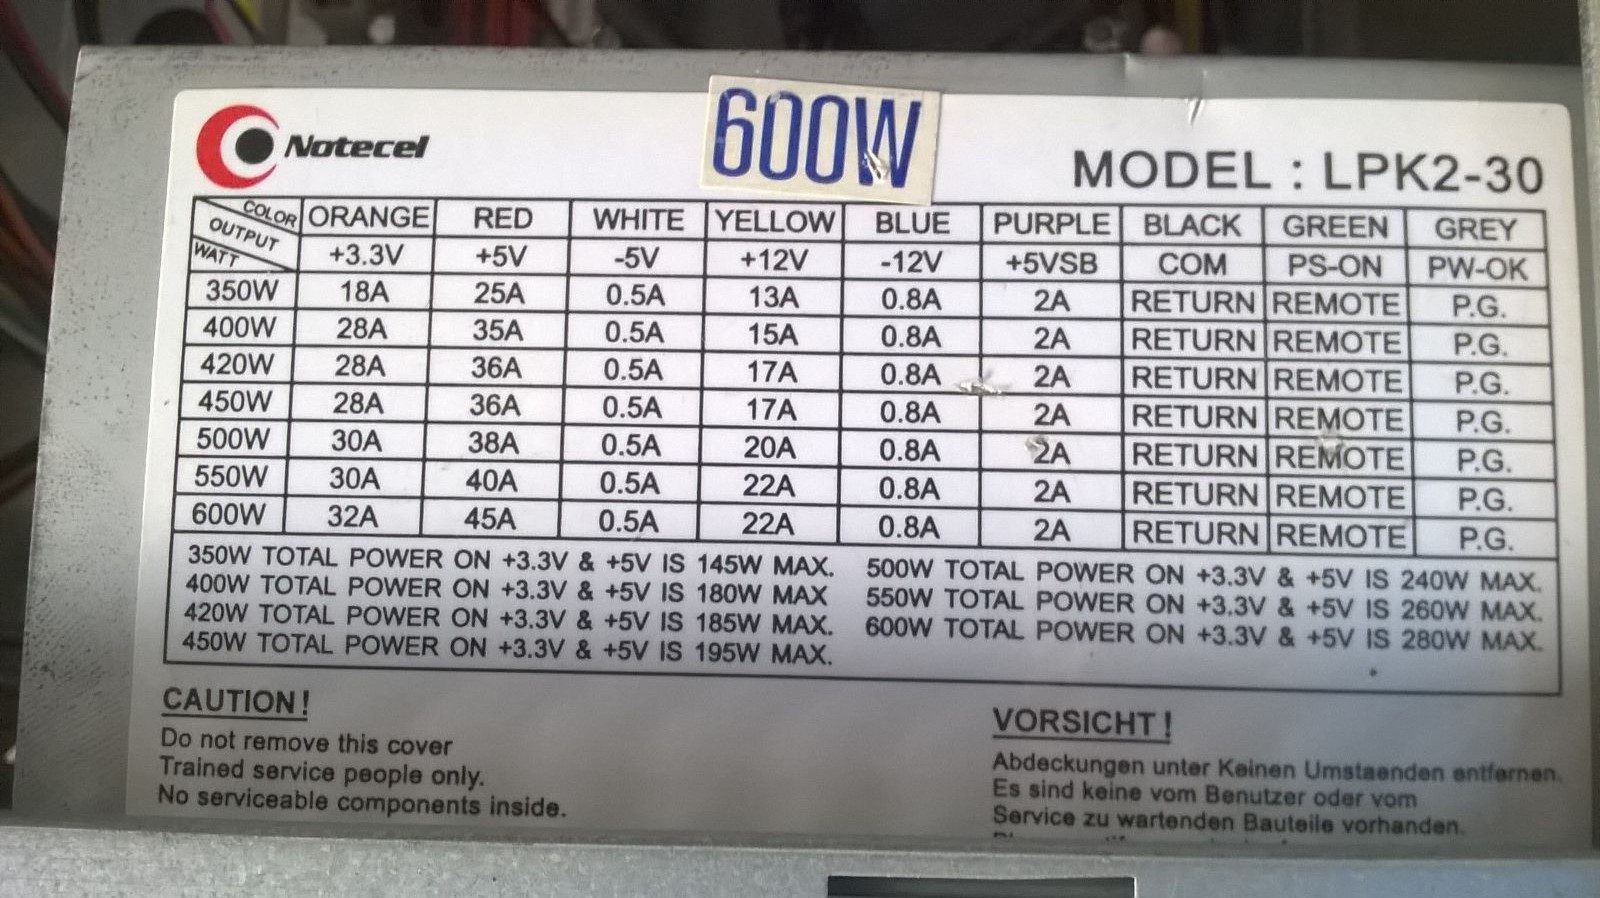 Notecel
600W
MODEL : LPK2-30
COLOR OUTPUT WATT ORANGE RED WHITE YELLOW BLUE PURPLE BLACK GREEN GREY
+3.3V +5V -5V +12V -12V +5VSB COM PS-ON PW-OK
350W 18A 25A 0.5A 13A 0.8A 2A RETURN REMOTE P.G.
400W 28A 35A 0.5A 15A 0.8A 2A RETURN REMOTE P.G.
420W 28A 36A 0.5A 17A 0.8A 2A RETURN REMOTE P.G.
450W 28A 36A 0.5A 17A 0.8A 2A RETURN REMOTE P.G.
500W 30A 38A 0.5A 20A 0.8A 2A RETURN REMOTE P.G.
550W 30A 40A 0.5A 22A 0.8A 2A RETURN REMOTE P.G.
600W 32A 45A 0.5A 22A 0.8A 2A RETURN REMOTE P.G.
350W TOTAL POWER ON +3.3V & +5V IS 145W MAX.
400W TOTAL POWER ON +3.3V & +5V IS 180W MAX
420W TOTAL POWER ON +3.3V & +5V IS 185W MAX.
450W TOTAL POWER ON +3.3V & +5V IS 195W MAX.
500W TOTAL POWER ON +3.3V & +5V IS 240W MAX.
550W TOTAL POWER ON +3.3V & +5V IS 260W MAX.
600W TOTAL POWER ON +3.3V & +5V IS 280W MAX.
CAUTION!
Do not remove this cover
Trained service people only.
No serviceable components inside.
VORSICHT!
Abdeckungen unter Keinen Umstaenden entfernen.
Es sind keine vom Benutzer oder vom
Service zu wartenden Bauteile vorhanden.